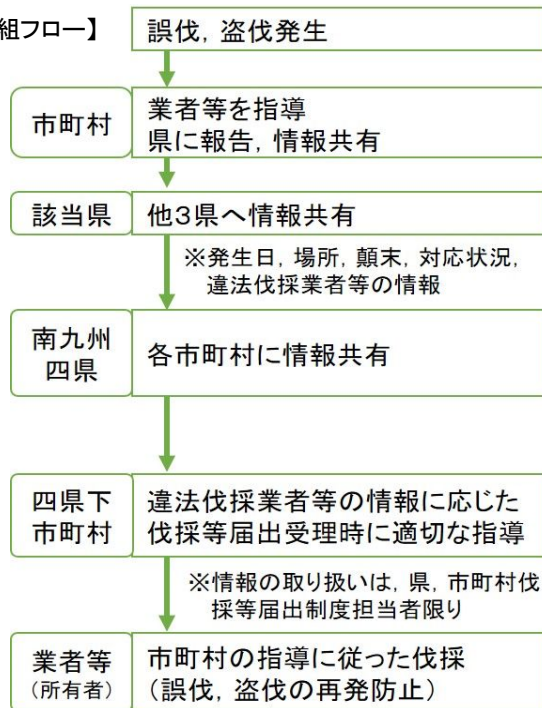 組フロー】
誤伐，盗伐発生
市町村
業者等を指導
県に報告，情報共有
該当県
他３県へ情報共有
※発生日，場所，顛末，対応状況，
違法伐採業者等の情報
南九州
四県
各市町村に情報共有
四県下
市町村
違法伐採業者等の情報に応じた
伐採等届出受理時に適切な指導
※情報の取り扱いは，県，市町村伐
採等届出制度担当者限り
業者等
（所有者）
市町村の指導に従った伐採
（誤伐，盗伐の再発防止）